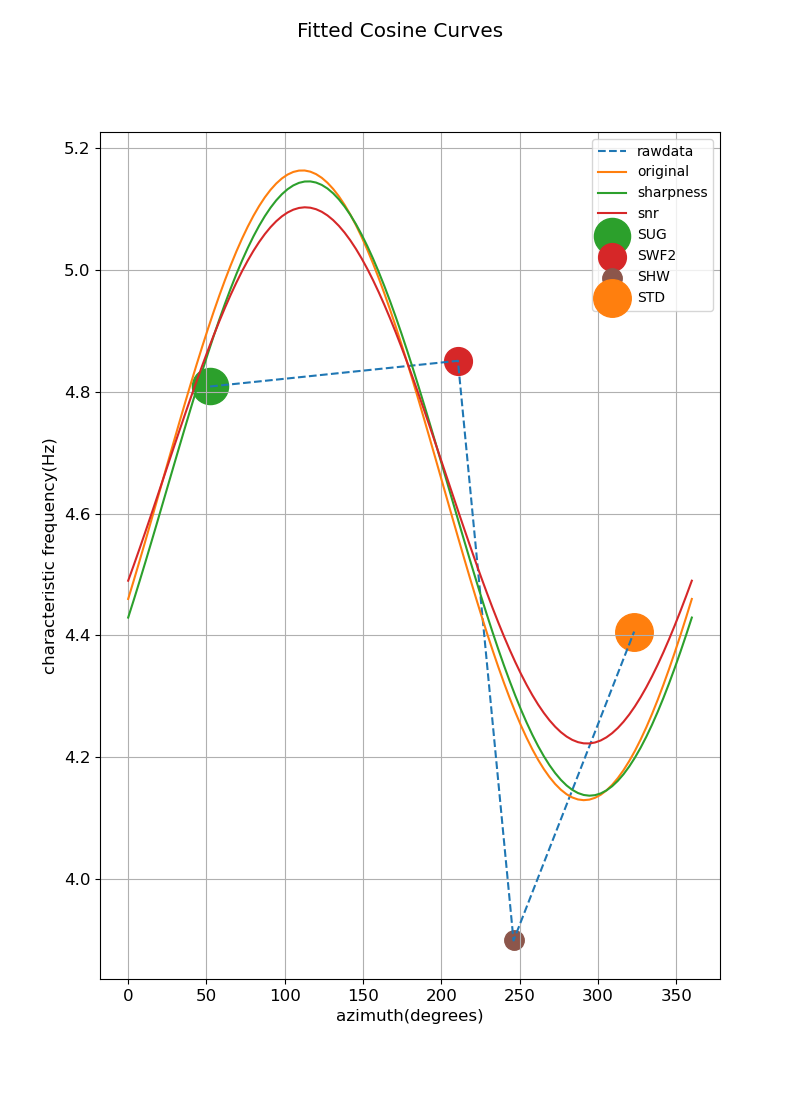 Fitted Cosine Curves
5.2
5.0
4.8
4.6
4.4
4.2
4.0
characteristic frequency(Hz)
rawdata
original
sharpness
snr
SUG
SWF2
SHW
STD
0 50 100 150 200 250 300 350
azimuth(degrees)